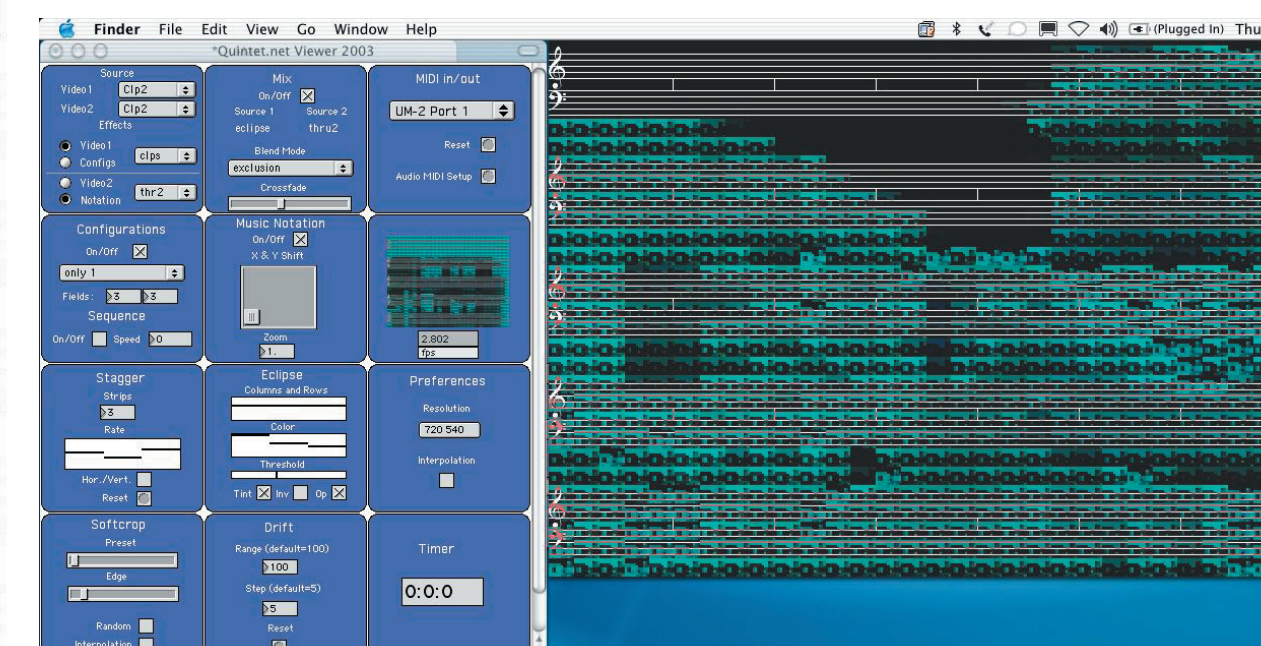 Finder File Edit View Go Window Help (Plugged In) Thu
*Quintet.net Viewer 2003
Source
Video1 Clp2
Video2 Clp2
Effects
Video1
Configs
clps
Video2
Notation
thr2
Mix
On/Off
Source 1 Source 2
eclipse thru2
Blend Mode
exclusion
Crossfade
MIDI in/out
UM-2 Port 1
Reset
Audio MIDI Setup
Configurations
On/Off
only 1
Fields: 3 3
Sequence
On/Off Speed 0
Music Notation
On/Off
X & Y Shift
Zoom
1.
2.802
fps
Stagger
Strips
3
Rate
Hor./Vert.
Reset
Eclipse
Columns and Rows
Color
Threshold
Tint Inv Op
Preferences
Resolution
720 540
Interpolation
Softcrop
Preset
Edge
Random
Interpolation
Drift
Range (default=100)
100
Step (default=5)
5
Reset
Timer
0:0:0